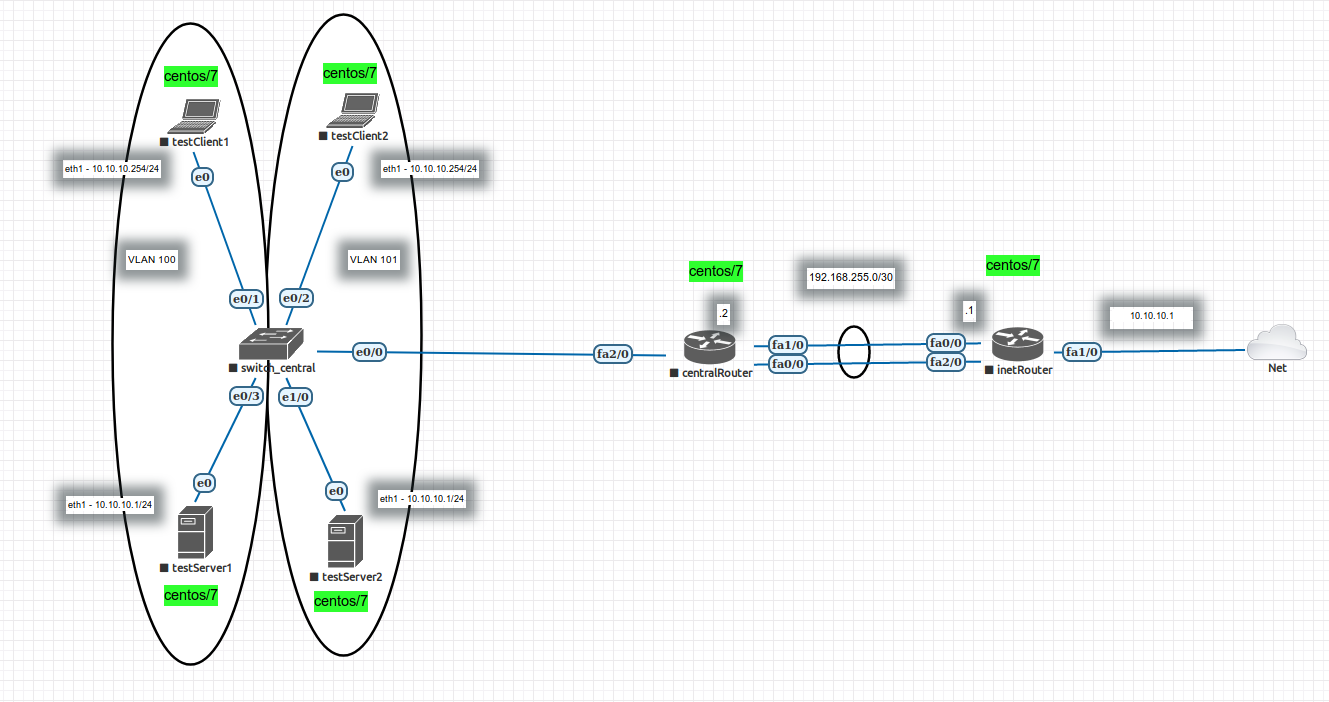 centos/7
centos/7
testClient1
testClient2
eth1 - 10.10.10.254/24
e0
e0
eth1 - 10.10.10.254/24
VLAN 100
VLAN 101
e0/1
e0/2
switch_central
e0/0
e0/3
e1/0
e0
e0
eth1 - 10.10.10.1/24
eth1 - 10.10.10.1/24
testServer1
testServer2
centos/7
centos/7
centos/7
192.168.255.0/30
centos/7
.2
.1
10.10.10.1
fa2/0
centralRouter
fa1/0
fa0/0
fa0/0
fa2/0
inetRouter
fa1/0
Net